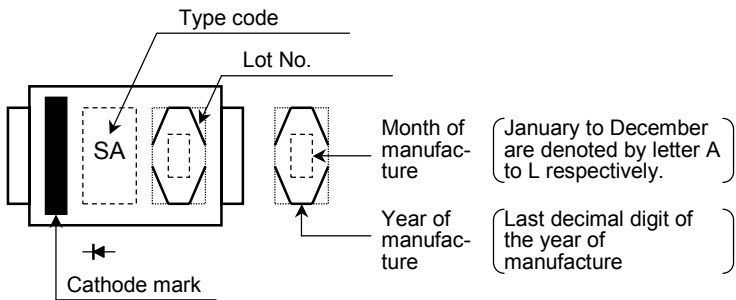 Type code
Lot No.
SA
Month of
manufac-
ture
January to December
are denoted by letter A
to L respectively.
Year of
manufac-
ture
Last decimal digit of
the year of
manufacture
Cathode mark